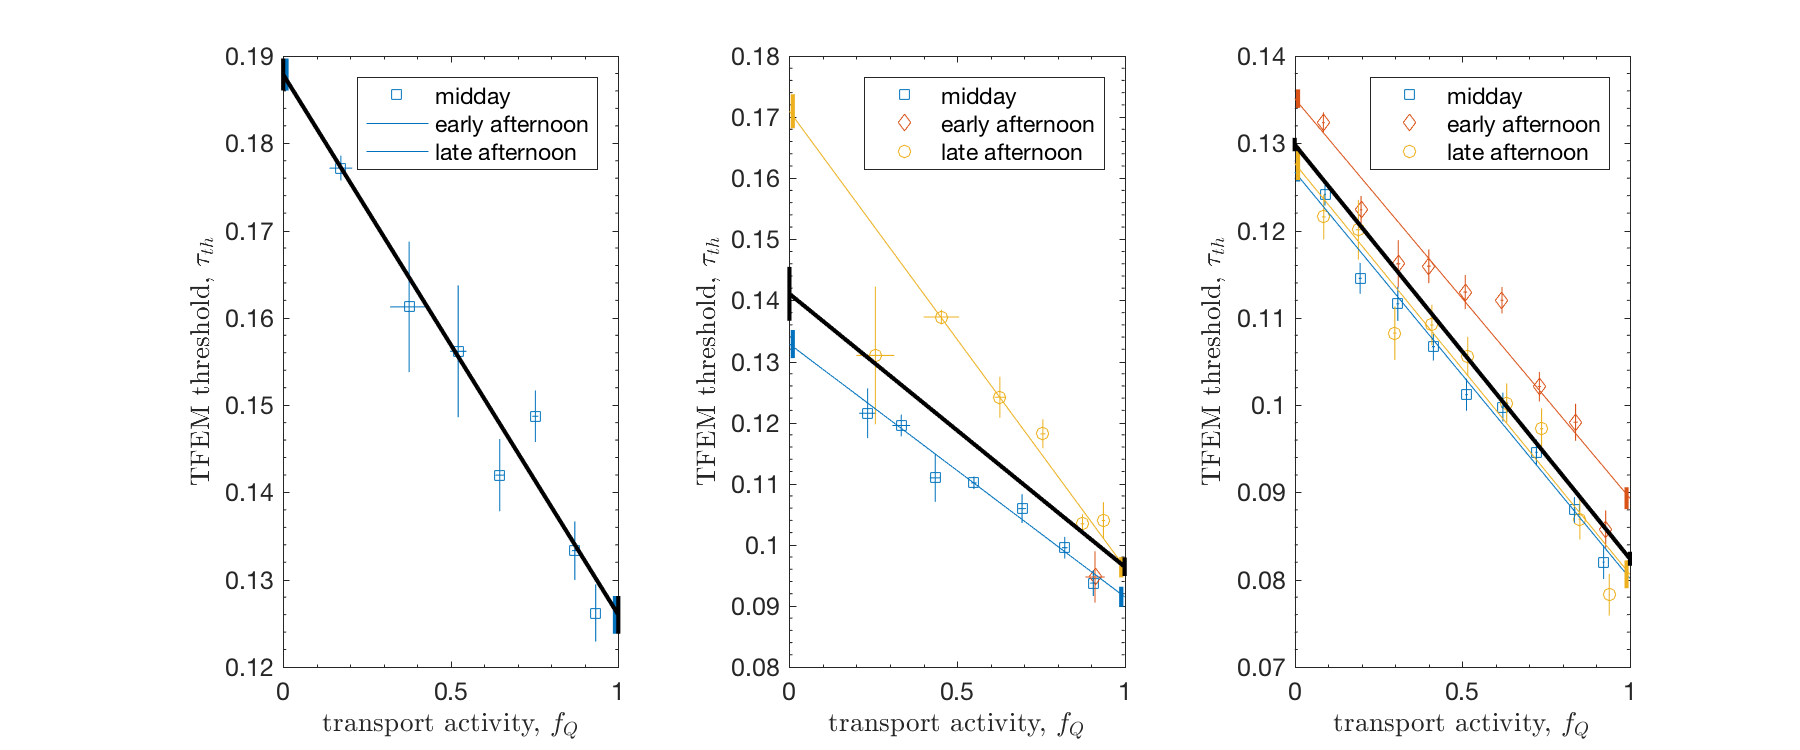 0.19
0.18
0.17
0.16
0.15
0.14
0.13
0.12
0
0.5
1
TFEM threshold, τth
transport activity, fQ
midday
early afternoon
late afternoon
0.18
0.17
0.16
0.15
0.14
0.13
0.12
0.11
0.1
0.09
0.08
0
0.5
1
TFEM threshold, τth
transport activity, fQ
midday
early afternoon
late afternoon
0.14
0.13
0.12
0.11
0.1
0.09
0.08
0.07
0
0.5
1
TFEM threshold, τth
transport activity, fQ
midday
early afternoon
late afternoon